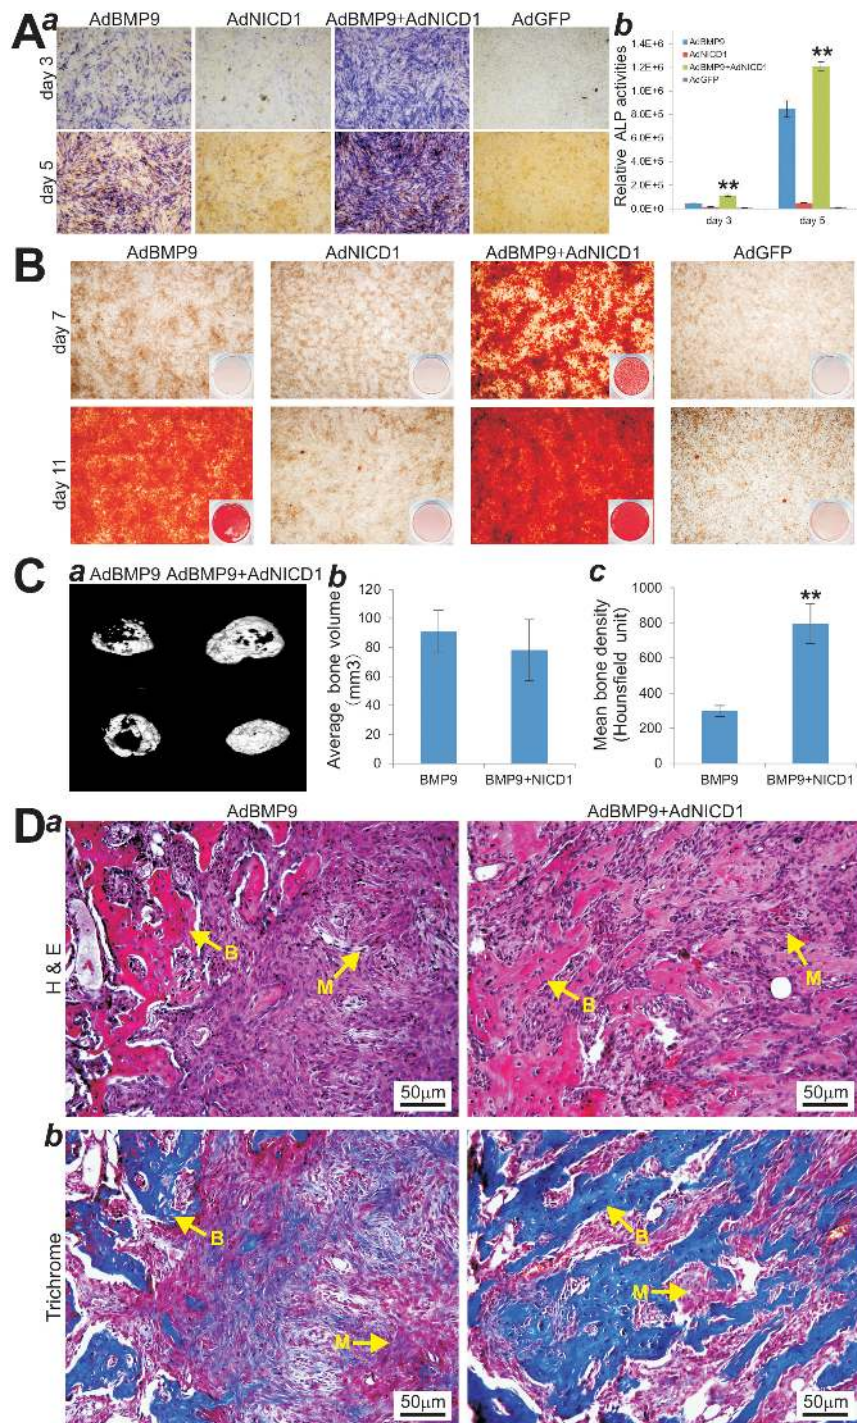 A
a
AdBMP9 AdNICD1 AdBMP9+AdNICD1 AdGFP
day 3
day 5
b
AdBMP9
AdNICD1
AdBMP9+AdNICD1
AdGFP
Relative ALP activities
1.4E+6
1.2E+6
1.0E+6
8.0E+5
6.0E+5
4.0E+5
2.0E+5
0.0E+0
**
**
day 3 day 5
B
AdBMP9 AdNICD1 AdBMP9+AdNICD1 AdGFP
day 7
day 11
C
a
AdBMP9 AdBMP9+AdNICD1
b
Average bone volume
(mm3)
120
100
80
60
40
20
0
BMP9 BMP9+NICD1
c
Mean bone density
(Hounsfield unit)
1000
800
600
400
200
0
**
BMP9 BMP9+NICD1
D
a
AdBMP9 AdBMP9+AdNICD1
H & E
B
M
50μm
B
M
50μm
b
Trichrome
B
M
50μm
B
M
50μm